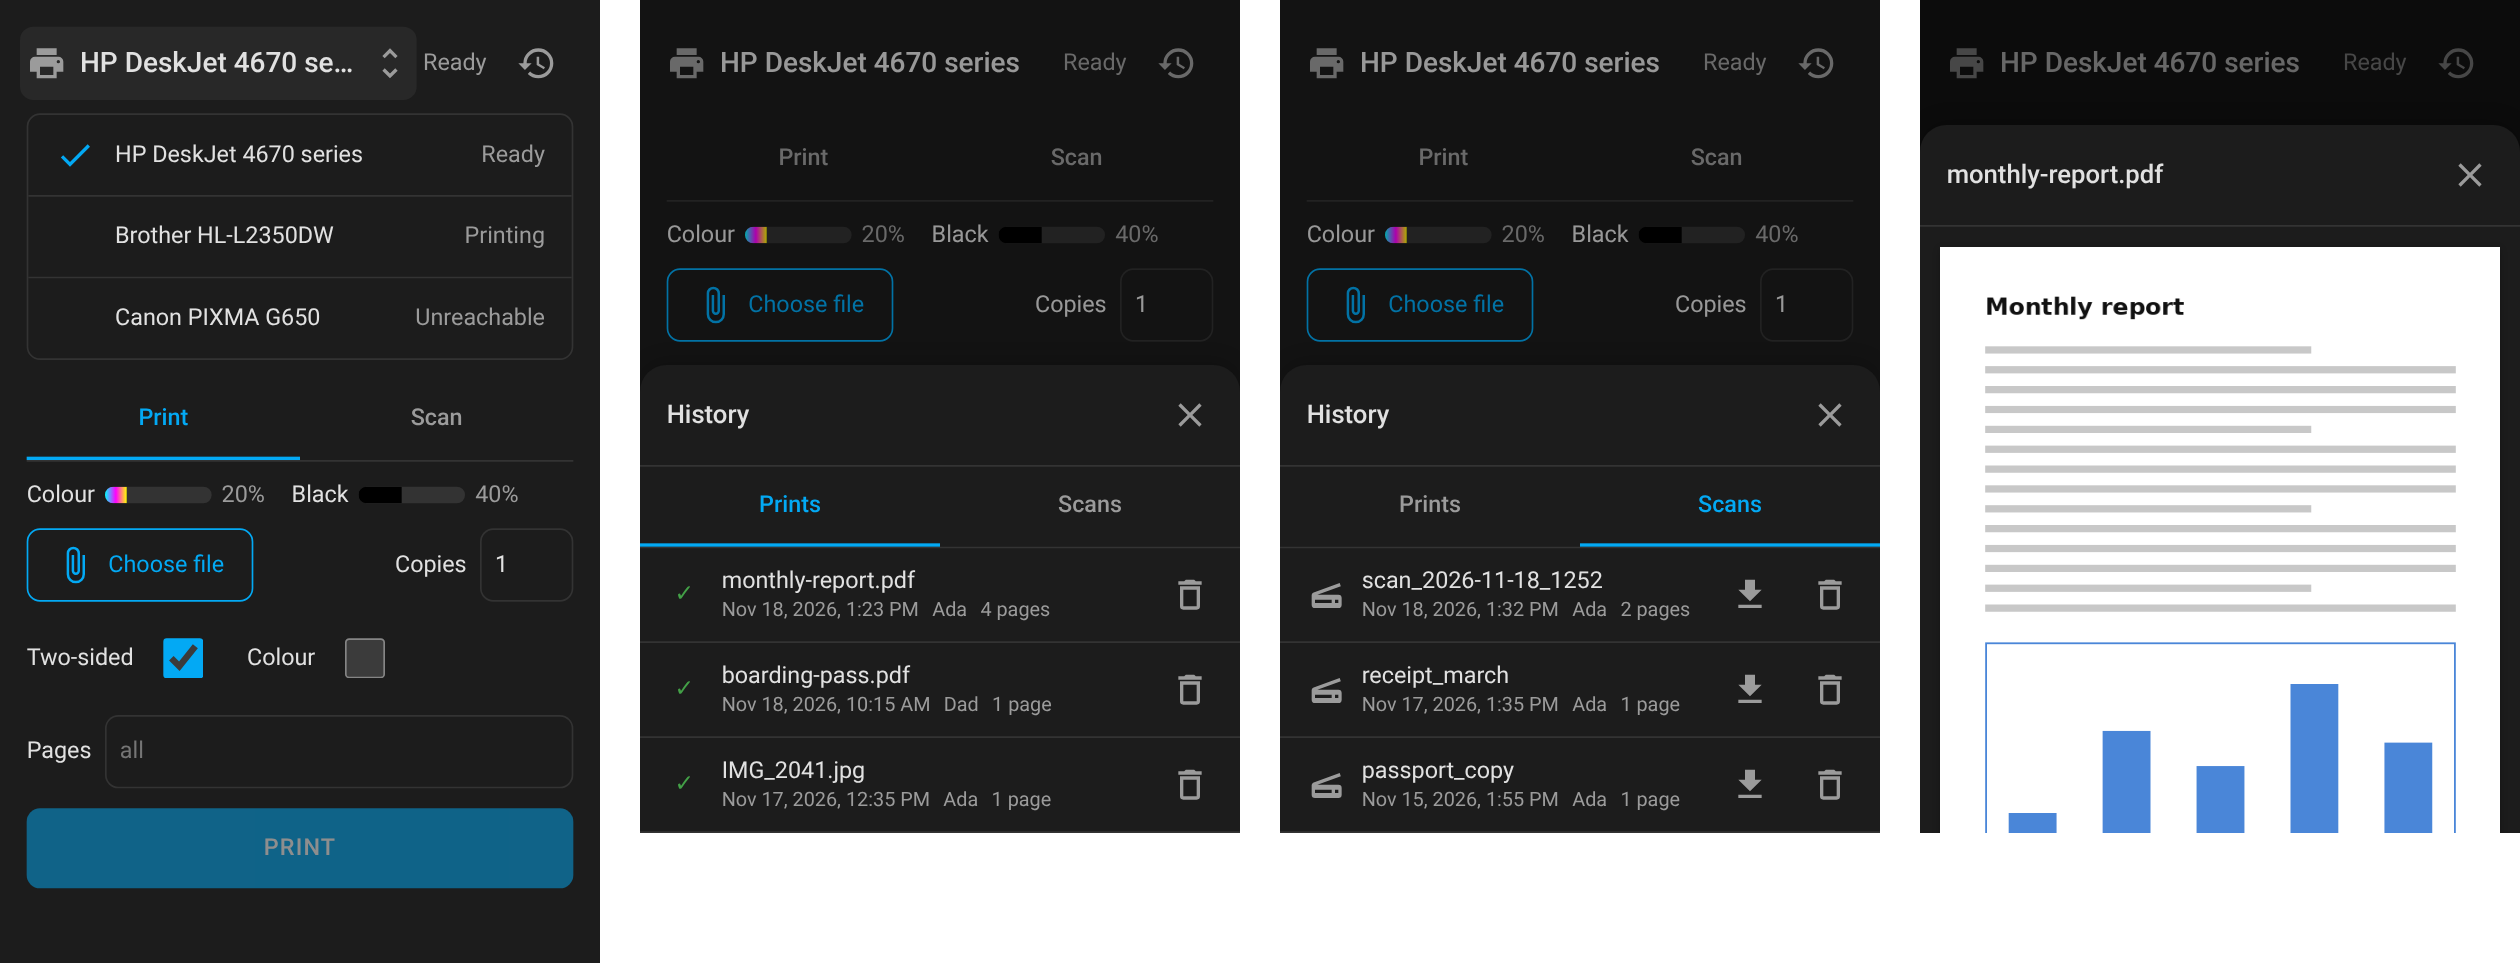 HP DeskJet 4670 se... Ready
HP DeskJet 4670 series Ready
Brother HL-L2350DW Printing
Canon PIXMA G650 Unreachable
Print Scan
Colour 20% Black 40%
Choose file Copies 1
Two-sided Colour
Pages all
PRINT
HP DeskJet 4670 series Ready
Print Scan
Colour 20% Black 40%
Choose file Copies 1
History
Prints Scans
monthly-report.pdf
Nov 18, 2026, 1:23 PM Ada 4 pages
boarding-pass.pdf
Nov 18, 2026, 10:15 AM Dad 1 page
IMG_2041.jpg
Nov 17, 2026, 12:35 PM Ada 1 page
HP DeskJet 4670 series Ready
Print Scan
Colour 20% Black 40%
Choose file Copies 1
History
Prints Scans
scan_2026-11-18_1252
Nov 18, 2026, 1:32 PM Ada 2 pages
receipt_march
Nov 17, 2026, 1:35 PM Ada 1 page
passport_copy
Nov 15, 2026, 1:55 PM Ada 1 page
HP DeskJet 4670 series Ready
monthly-report.pdf
Monthly report